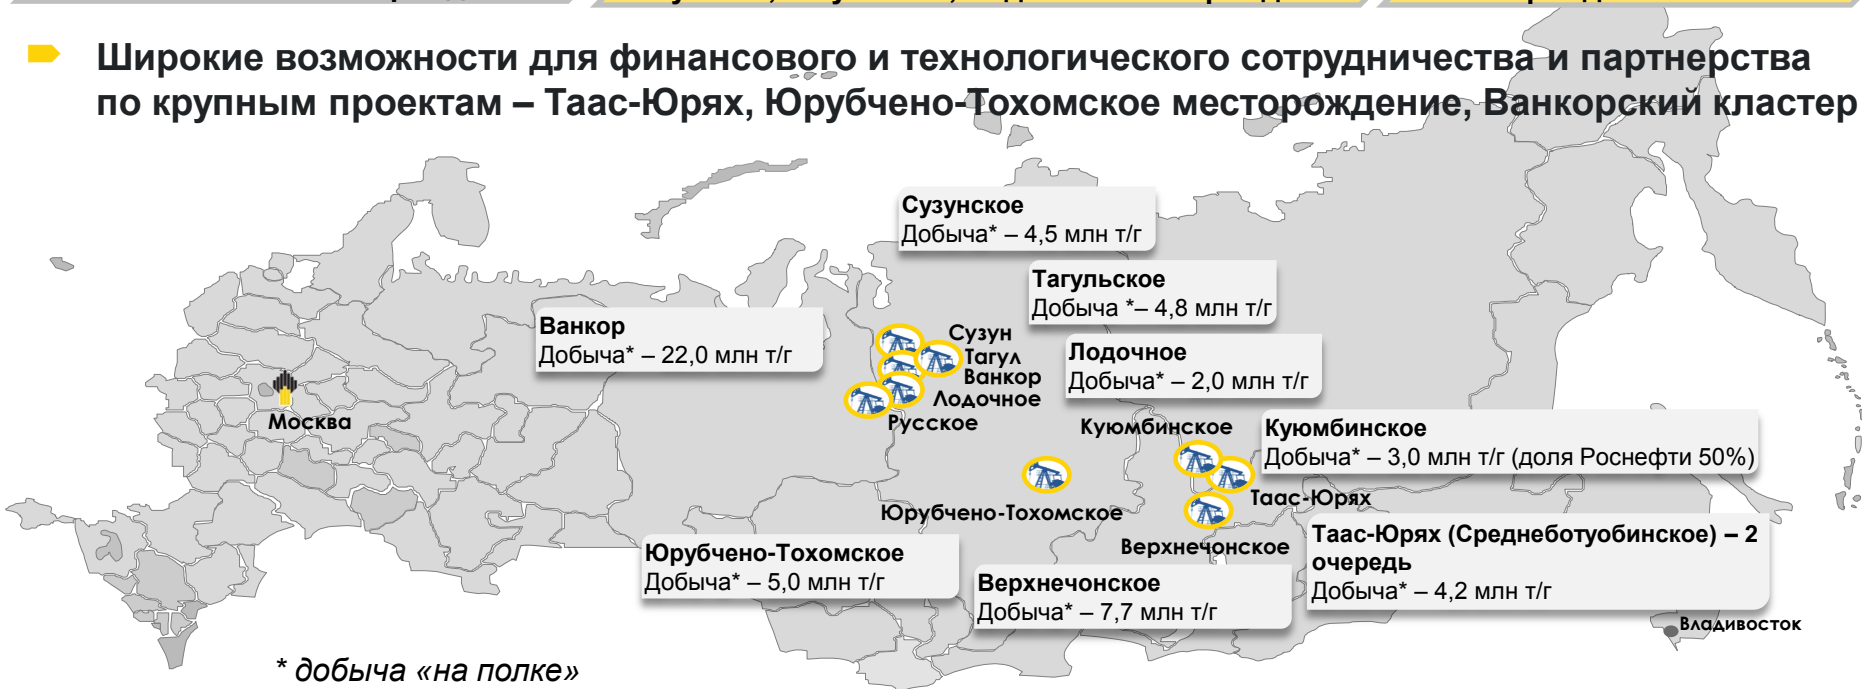 Широкие возможности для финансового и технологического сотрудничества и партнерства
по крупным проектам – Таас-Юрях, Юрубчено-Тохомское месторождение, Ванкорский кластер
Сузунское
Добыча* – 4,5 млн т/г
Тагульское
Добыча *– 4,8 млн т/г
Ванкор
Добыча* – 22,0 млн т/г
Сузун
Тагул
Ванкор
Лодочное
Русское
Лодочное
Добыча* – 2,0 млн т/г
Москва
Куюмбинское
Куюмбинское
Добыча* – 3,0 млн т/г (доля Роснефти 50%)
Таас-Юрях
Юрубчено-Тохомское
Верхнечонское
Таас-Юрях (Среднеботуобинское) – 2
очередь
Добыча* – 4,2 млн т/г
Юрубчено-Тохомское
Добыча* – 5,0 млн т/г
Верхнечонское
Добыча* – 7,7 млн т/г
Владивосток
* добыча «на полке»